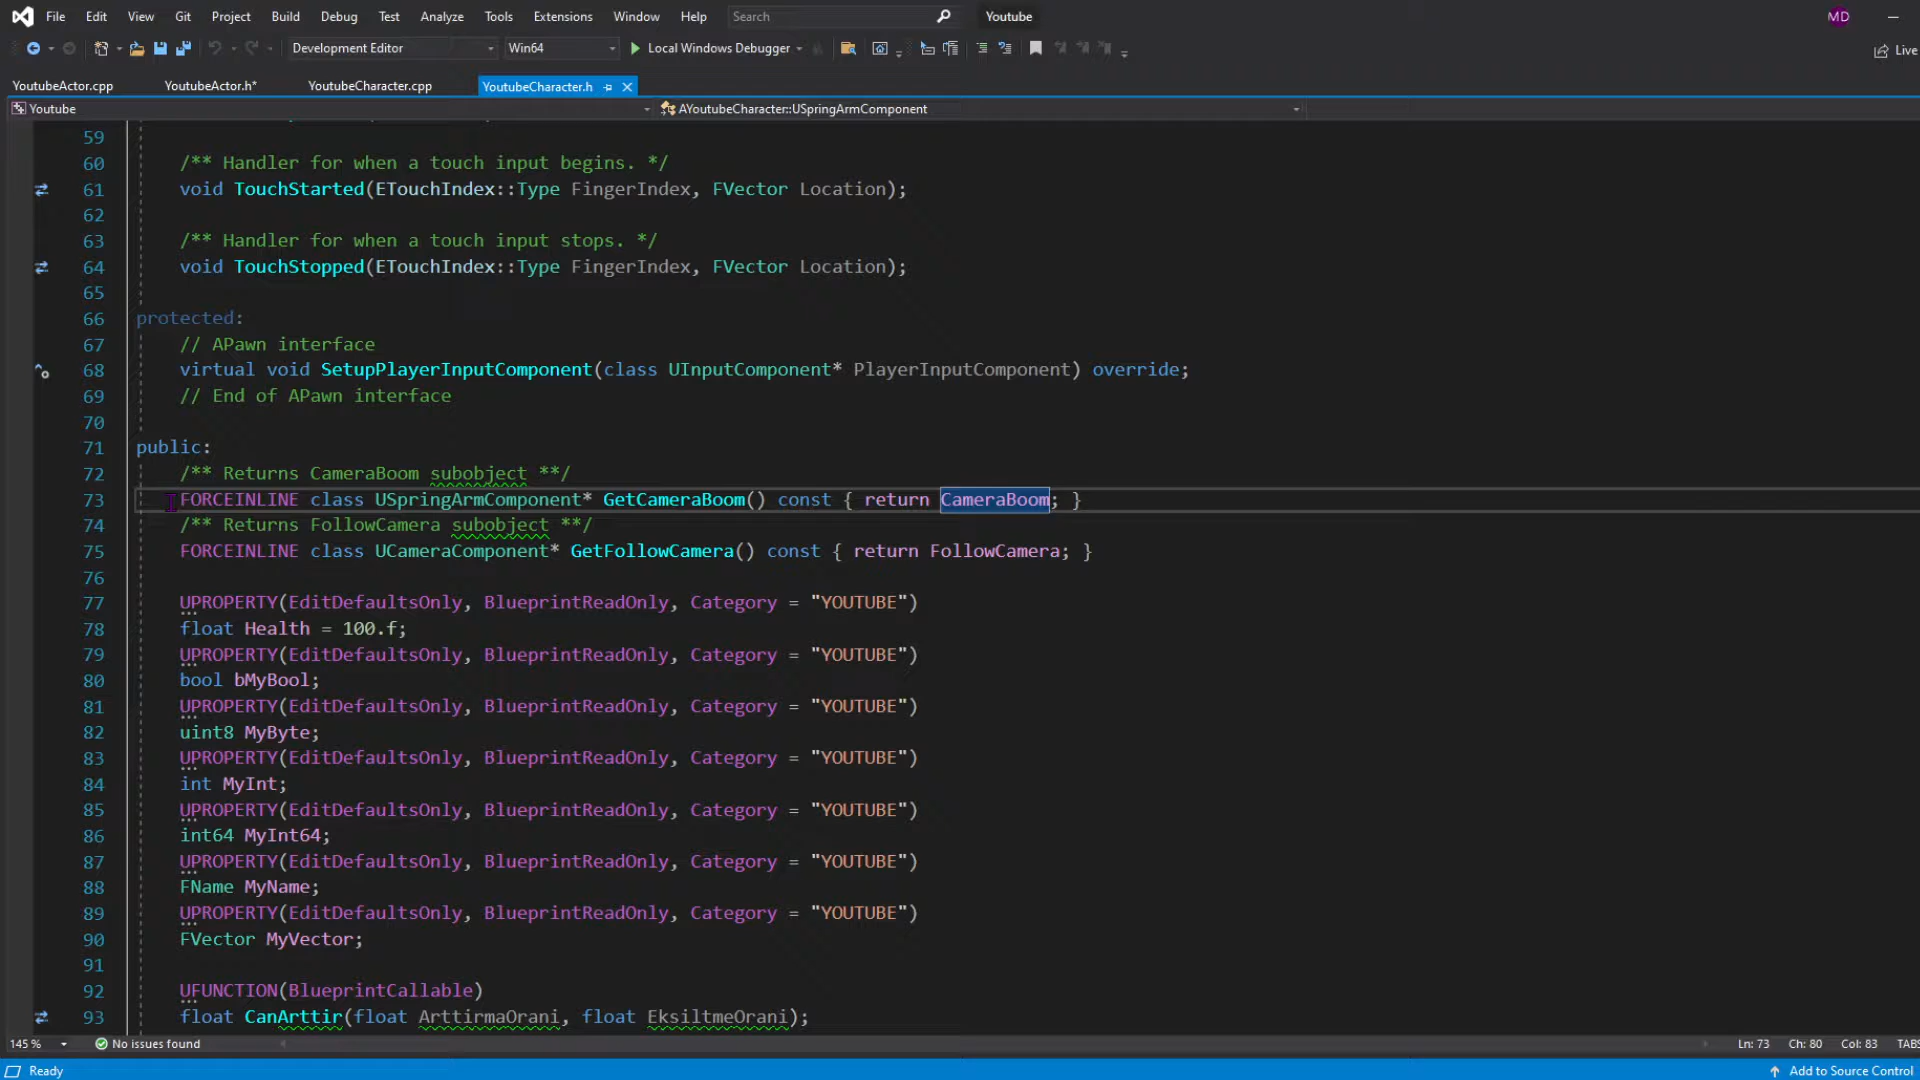 File Edit View Git Project Build Debug Test Analyze Tools Extensions Window Help Search Youtube MD
Development Editor Win64 Local Windows Debugger Live
YoutubeActor.cpp YoutubeActor.h* YoutubeCharacter.cpp YoutubeCharacter.h
Youtube AYoutubeCharacter::USpringArmComponent
59
60 /** Handler for when a touch input begins. */
61 void TouchStarted(ETouchIndex::Type FingerIndex, FVector Location);
62
63 /** Handler for when a touch input stops. */
64 void TouchStopped(ETouchIndex::Type FingerIndex, FVector Location);
65
66 protected:
67 // APawn interface
68 virtual void SetupPlayerInputComponent(class UInputComponent* PlayerInputComponent) override;
69 // End of APawn interface
70
71 public:
72 /** Returns CameraBoom subobject **/
73 FORCEINLINE class USpringArmComponent* GetCameraBoom() const { return CameraBoom; }
74 /** Returns FollowCamera subobject **/
75 FORCEINLINE class UCameraComponent* GetFollowCamera() const { return FollowCamera; }
76
77 UPROPERTY(EditDefaultsOnly, BlueprintReadOnly, Category = "YOUTUBE")
78 float Health = 100.f;
79 UPROPERTY(EditDefaultsOnly, BlueprintReadOnly, Category = "YOUTUBE")
80 bool bMyBool;
81 UPROPERTY(EditDefaultsOnly, BlueprintReadOnly, Category = "YOUTUBE")
82 uint8 MyByte;
83 UPROPERTY(EditDefaultsOnly, BlueprintReadOnly, Category = "YOUTUBE")
84 int MyInt;
85 UPROPERTY(EditDefaultsOnly, BlueprintReadOnly, Category = "YOUTUBE")
86 int64 MyInt64;
87 UPROPERTY(EditDefaultsOnly, BlueprintReadOnly, Category = "YOUTUBE")
88 FName MyName;
89 UPROPERTY(EditDefaultsOnly, BlueprintReadOnly, Category = "YOUTUBE")
90 FVector MyVector;
91
92 UFUNCTION(BlueprintCallable)
93 float CanArttir(float ArttirmaOrani, float EksiltmeOrani);
145 % No issues found Ln: 73 Ch: 80 Col: 83 TABS
Ready Add to Source Control